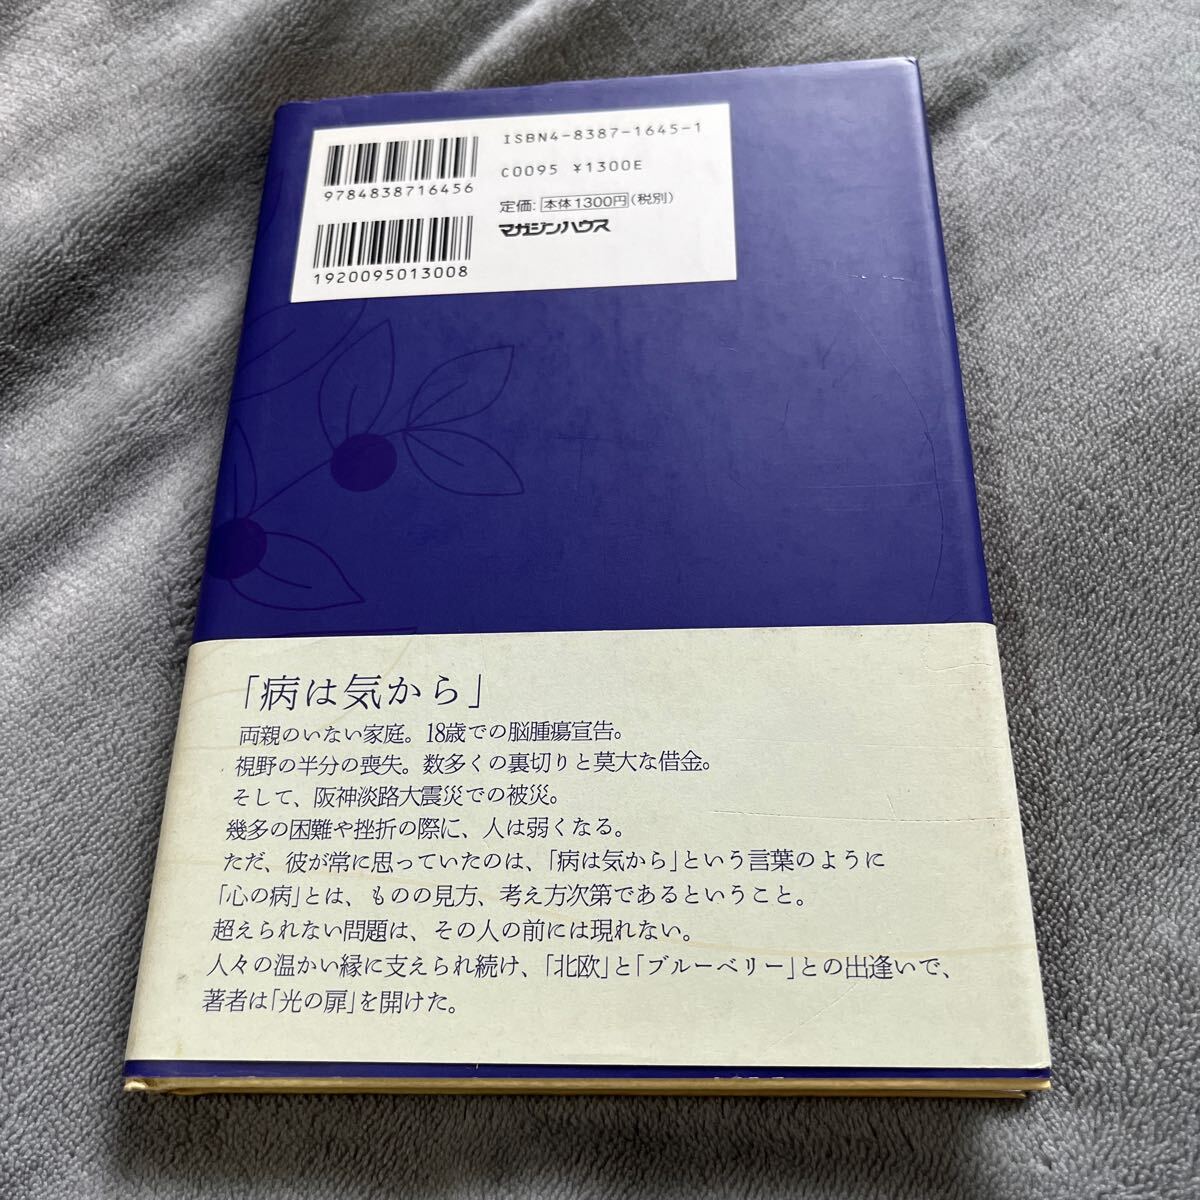 ISBN4-8387-1645-1
C0095 ¥1300E
定価: 本体1300円(税別)
マガジンハウス
9784838716456
1920095013008
「病は気から」
両親のいない家庭。18歳での脳腫瘍宣告。
視野の半分の喪失。数多くの裏切りと莫大な借金。
そして、阪神淡路大震災での被災。
幾多の困難や挫折の際に、人は弱くなる。
ただ、彼が常に思っていたのは、「病は気から」という言葉のように
「心の病」とは、ものの見方、考え方次第であるということ。
超えられない問題は、その人の前には現れない。
人々の温かい縁に支えられ続け、「北欧」と「ブルーベリー」との出逢いで、
著者は「光の扉」を開けた。